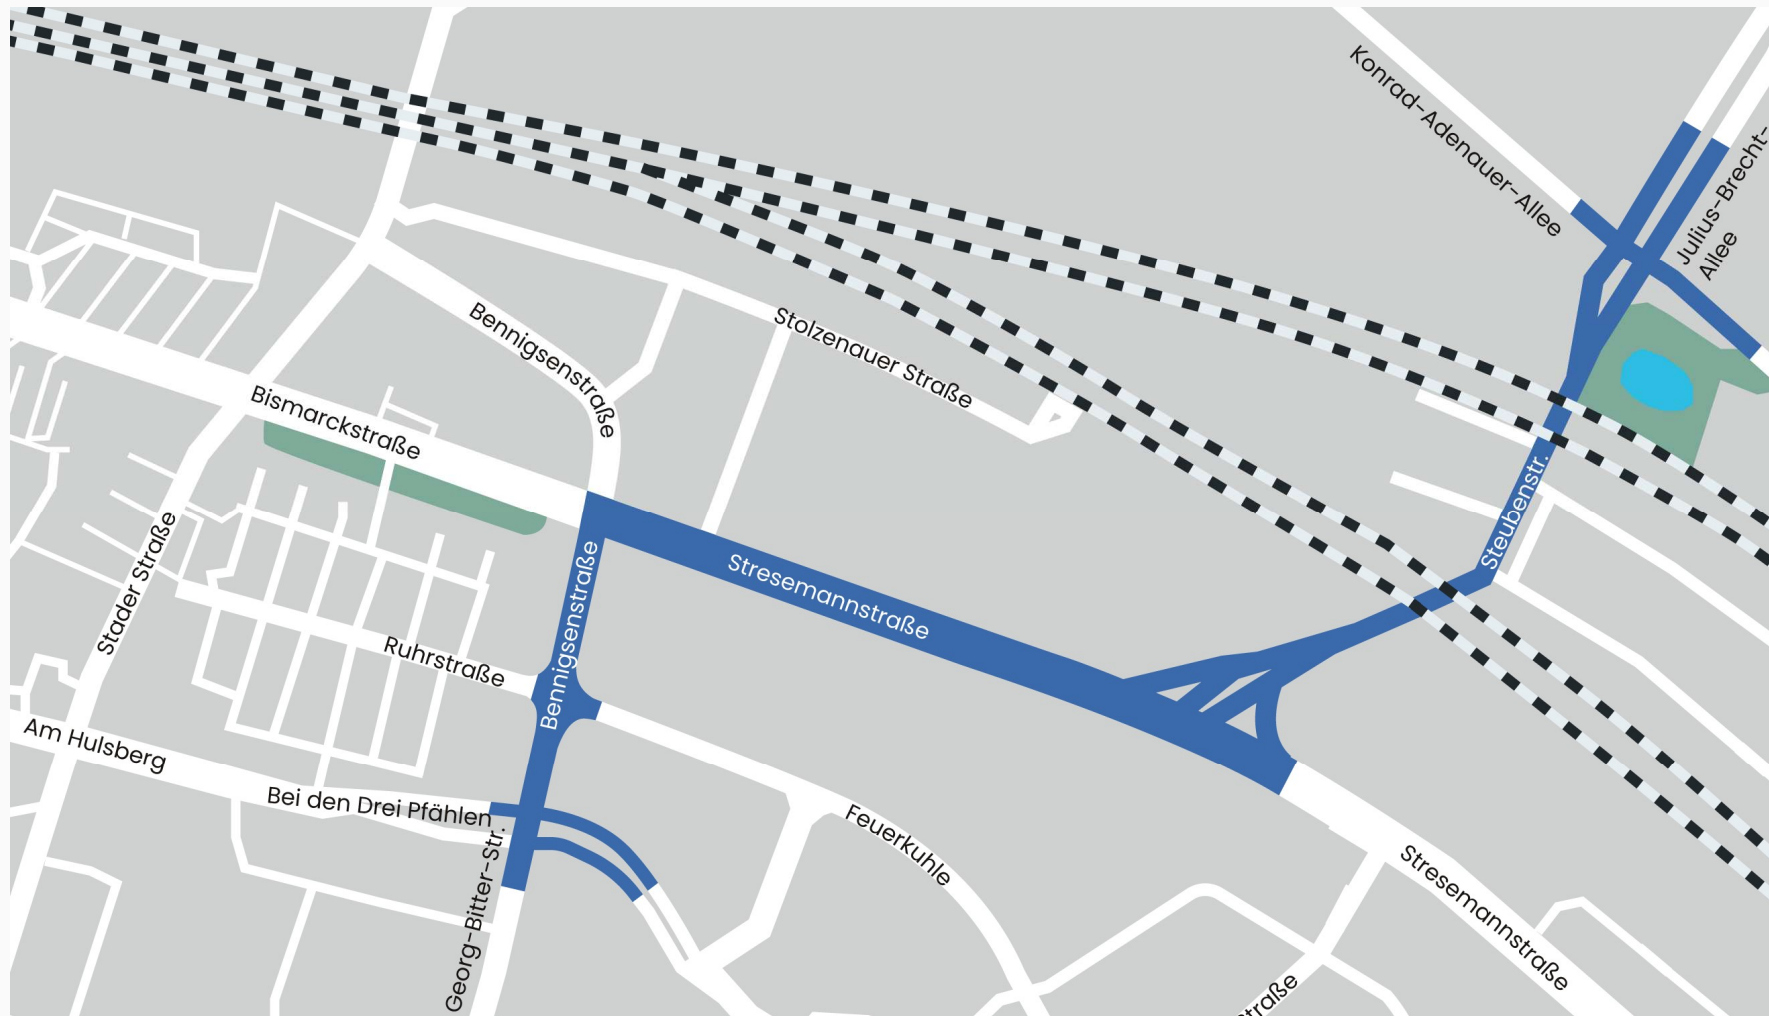 Konrad-Adenauer-Allee
Julius-Brecht-
Allee
Bennigsenstraße
Stolzenauer Straße
Bismarckstraße
Steubenstr.
Stader Straße
Bennigsenstraße
Stresemannstraße
Ruhrstraße
Am Hulsberg
Bei den Drei Pfählen
Georg-Bitter-Str.
Feuerkuhle
Stresemannstraße
traße